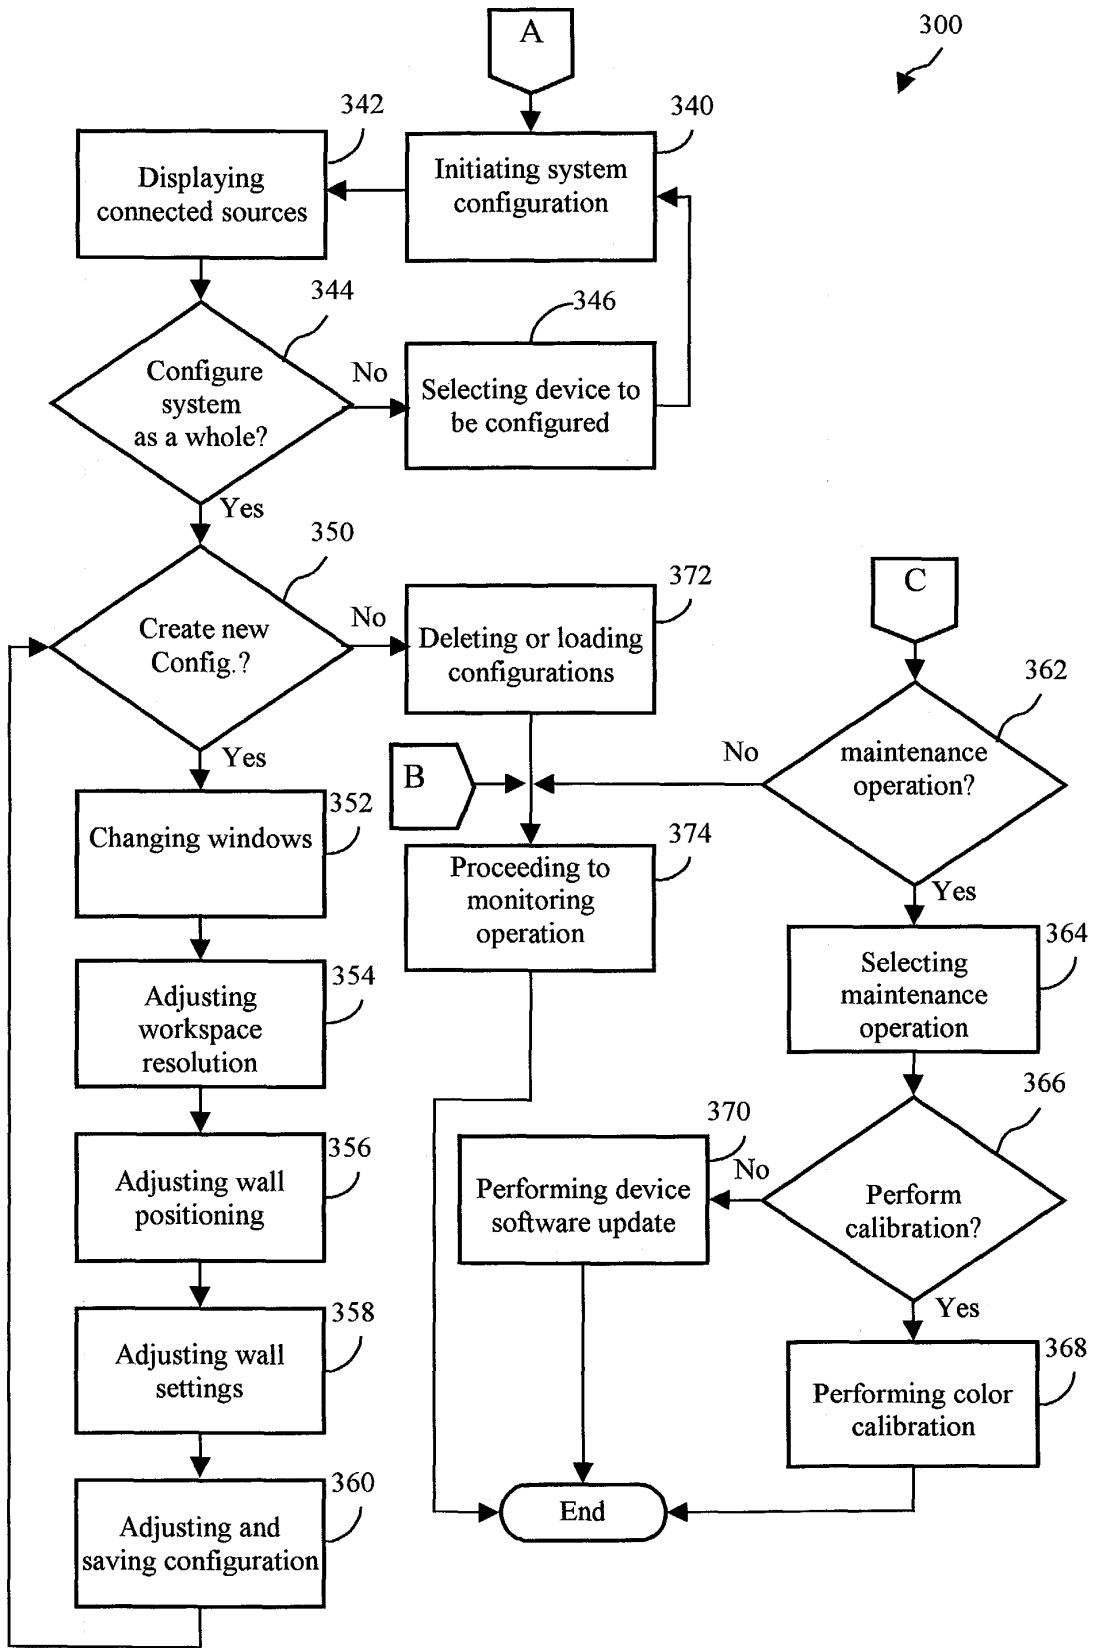 A
300
342
340
Initiating system
configuration
Displaying
connected sources
344
346
Configure
system
as a whole?
No
Selecting device to
be configured
Yes
350
372
C
Create new
Config.?
No
Deleting or loading
configurations
362
Yes
B
No
maintenance
operation?
352
Changing windows
374
Proceeding to
monitoring
operation
Yes
364
Selecting
maintenance
operation
354
Adjusting
workspace
resolution
366
370
356
No
Adjusting wall
positioning
Performing device
software update
Perform
calibration?
358
Yes
Adjusting wall
settings
368
Performing color
calibration
360
End
Adjusting and
saving configuration